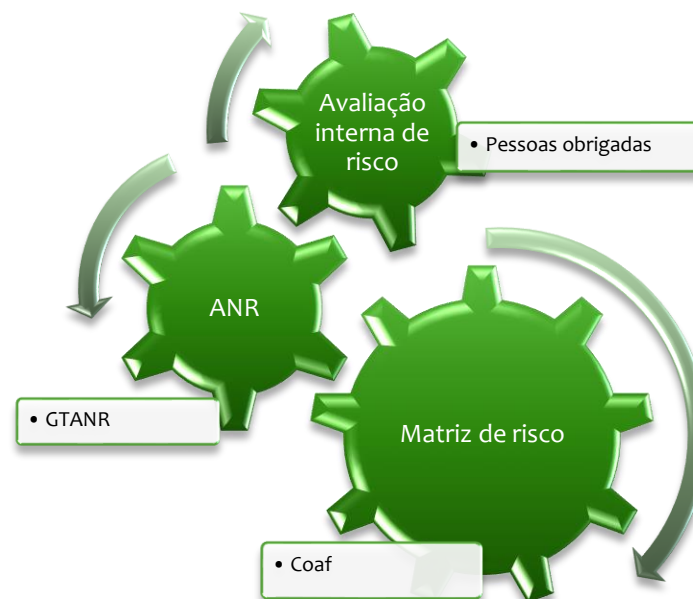 Avaliação
interna de
risco
• Pessoas obrigadas
ANR
• GTANR
Matriz de risco
• Coaf